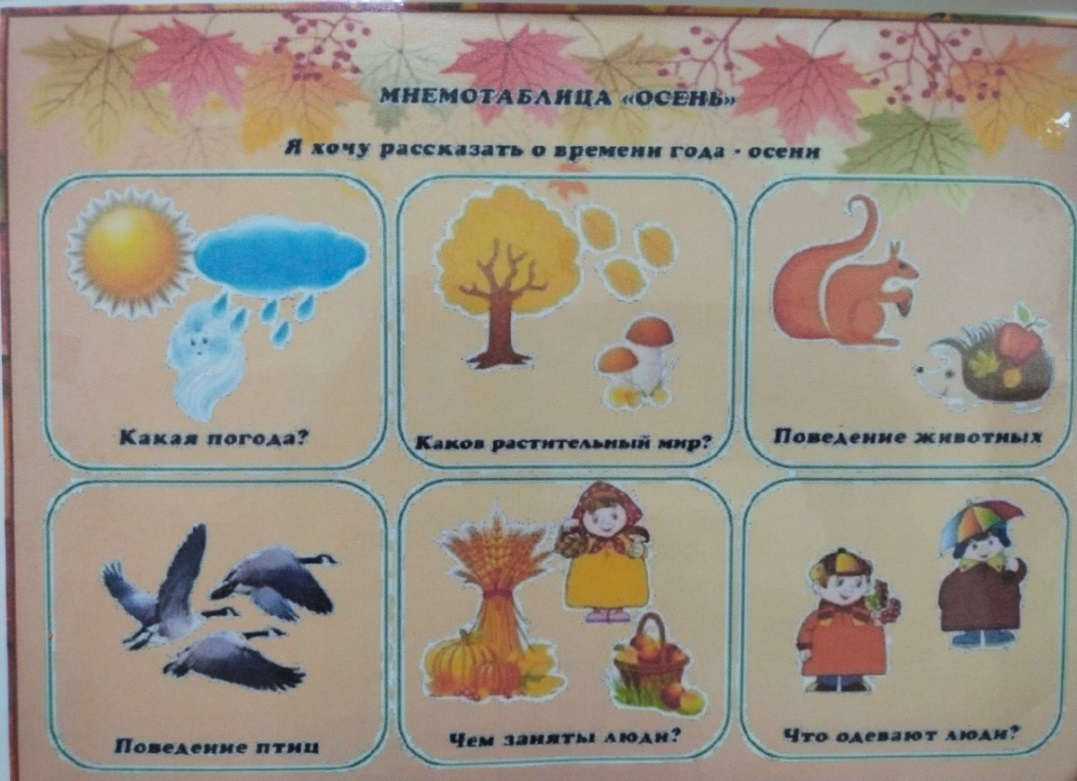 МНЕМОТАБЛИЦА «ОСЕНЬ»
Я хочу рассказать о времени года - осени
Какая погода?
Каков растительный мир?
Поведение животных
Поведение птиц
Чем заняты люди?
Что одевают люди?